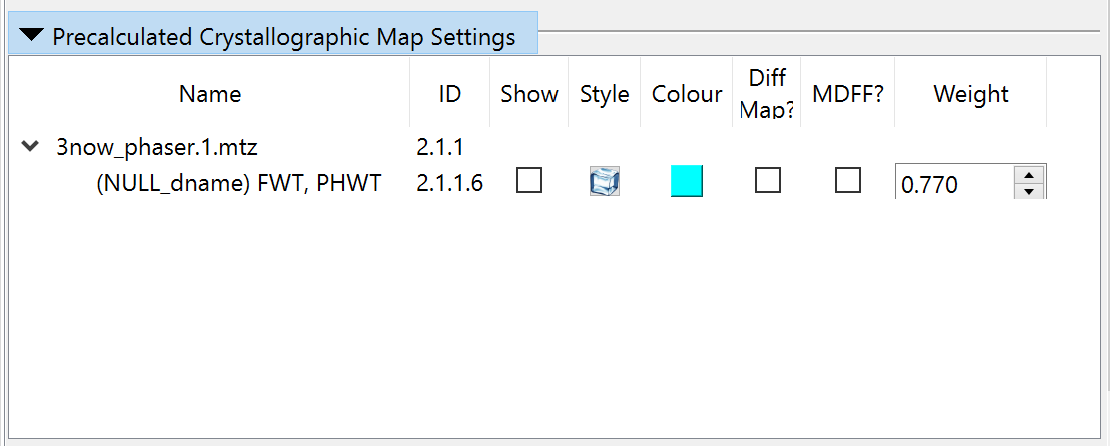 Precalculated Crystallographic Map Settings
Name ID Show Style Colour Diff Map? MDFF? Weight
3now_phaser.1.mtz 2.1.1
(NULL_dname) FWT, PHWT 2.1.1.6 0.770